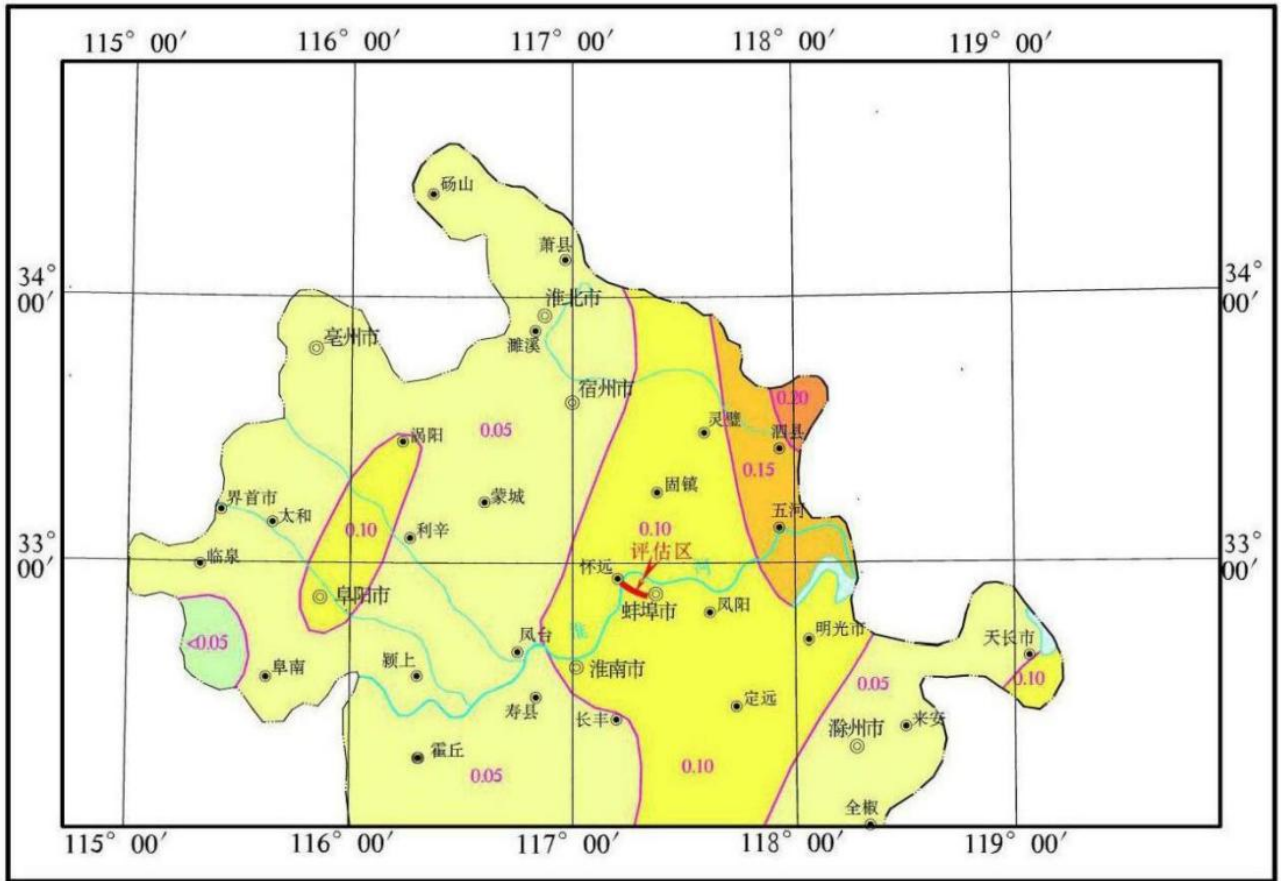 115° 00′
116° 00′
117° 00′
118° 00′
119° 00′
砀山
萧县
34°
00′
34°
00′
淮北市
亳州市
濉溪
宿州市
0.20
灵璧
泗县
涡阳
0.05
0.15
固镇
界首市
太和
蒙城
五河
0.10
利辛
0.10
评估区
33°
00′
33°
00′
临泉
怀远
河
阜阳市
蚌埠市
凤阳
淮
明光市
<0.05
凤台
天长市
阜南
颍上
淮南市
0.05
0.10
寿县
长丰
定远
滁州市
来安
霍丘
0.05
0.10
全椒
115° 00′
116° 00′
117° 00′
118° 00′
119° 00′